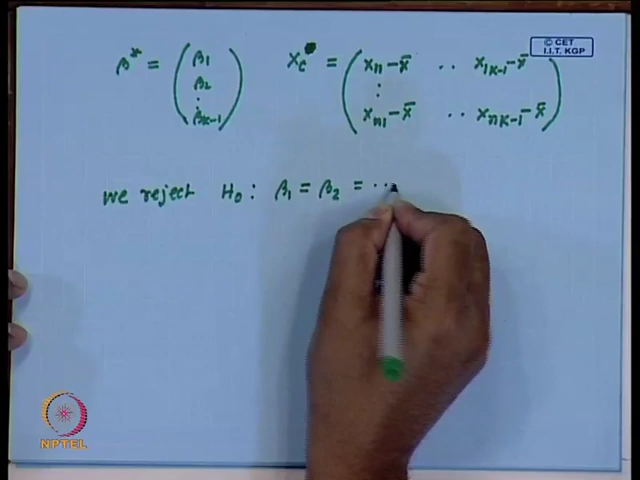 β* = (β1 β2 : βk-1) Xc = (x11-x̄ .. x1k-1-x̄ : xn1-x̄ .. xnk-1-x̄)
© CET
I.I.T. KGP
we reject H0 : β1 = β2 = ...
NPTEL